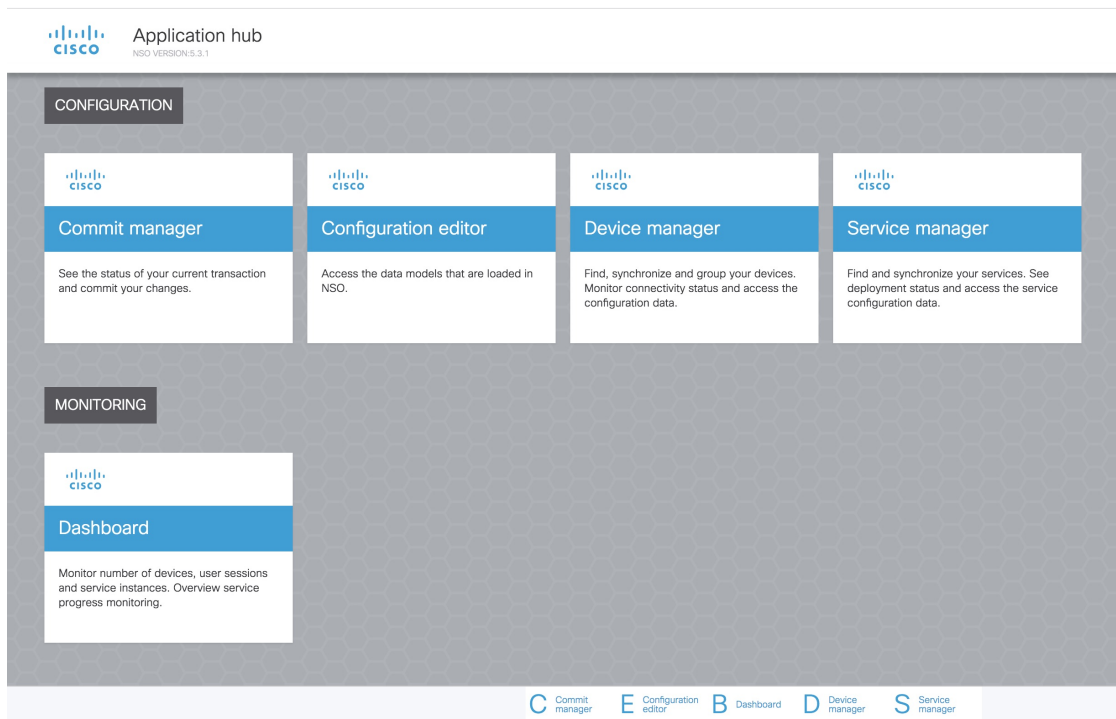 CISCO
Application hub
NSO VERSION:5.3.1
CONFIGURATION
CISCO
Commit manager
See the status of your current transaction
and commit your changes.
CISCO
Configuration editor
Access the data models that are loaded in
NSO.
CISCO
Device manager
Find, synchronize and group your devices.
Monitor connectivity status and access the
configuration data.
CISCO
Service manager
Find and synchronize your services. See
deployment status and access the service
configuration data.
MONITORING
CISCO
Dashboard
Monitor number of devices, user sessions
and service instances. Overview service
progress monitoring.
C Commit
manager
E Configuration
editor
B Dashboard
D Device
manager
S Service
manager